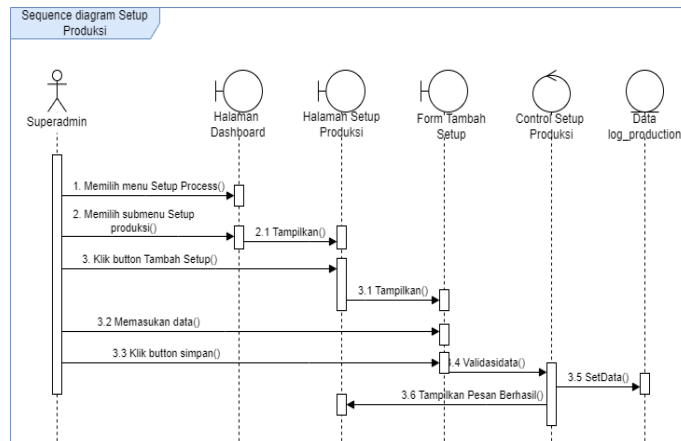 Sequence diagram Setup
Produksi
Superadmin
Halaman
Dashboard
Halaman Setup
Produksi
Form Tambah
Setup
Control Setup
Produksi
Data
log_production
1. Memilih menu Setup Process()
2. Memilih submenu Setup
produksi()
2.1 Tampilkan()
3. Klik button Tambah Setup()
3.1 Tampilkan()
3.2 Memasukan data()
3.3 Klik button simpan()
3.4 Validasidata()
3.5 SetData()
3.6 Tampilkan Pesan Berhasil()